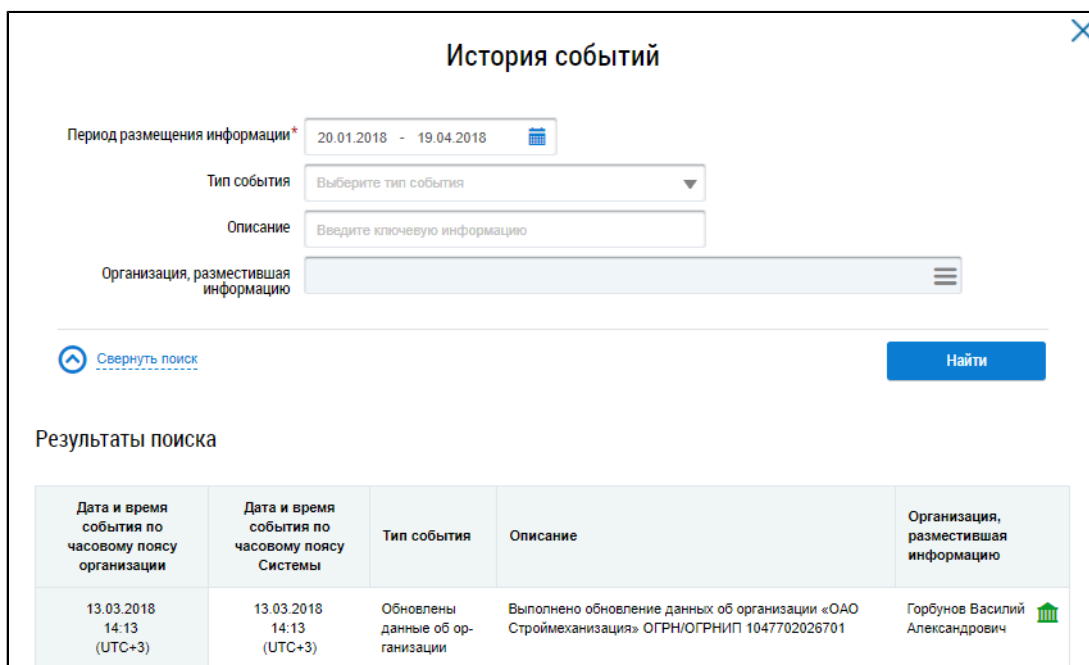 История событий
Период размещения информации*
20.01.2018 - 19.04.2018
Тип события
Выберите тип события
Описание
Введите ключевую информацию
Организация, разместившая
информацию
Свернуть поиск
Найти
Результаты поиска
Дата и время
события по
часовому поясу
организации
Дата и время
события по
часовому поясу
Системы
Тип события
Описание
Организация,
разместившая
информацию
13.03.2018
14:13
(UTC+3)
13.03.2018
14:13
(UTC+3)
Обновлены
данные об ор-
ганизации
Выполнено обновление данных об организации «ОАО
Строймеханизация» ОГРН/ОГРНИП 1047702026701
Горбунов Василий
Александрович